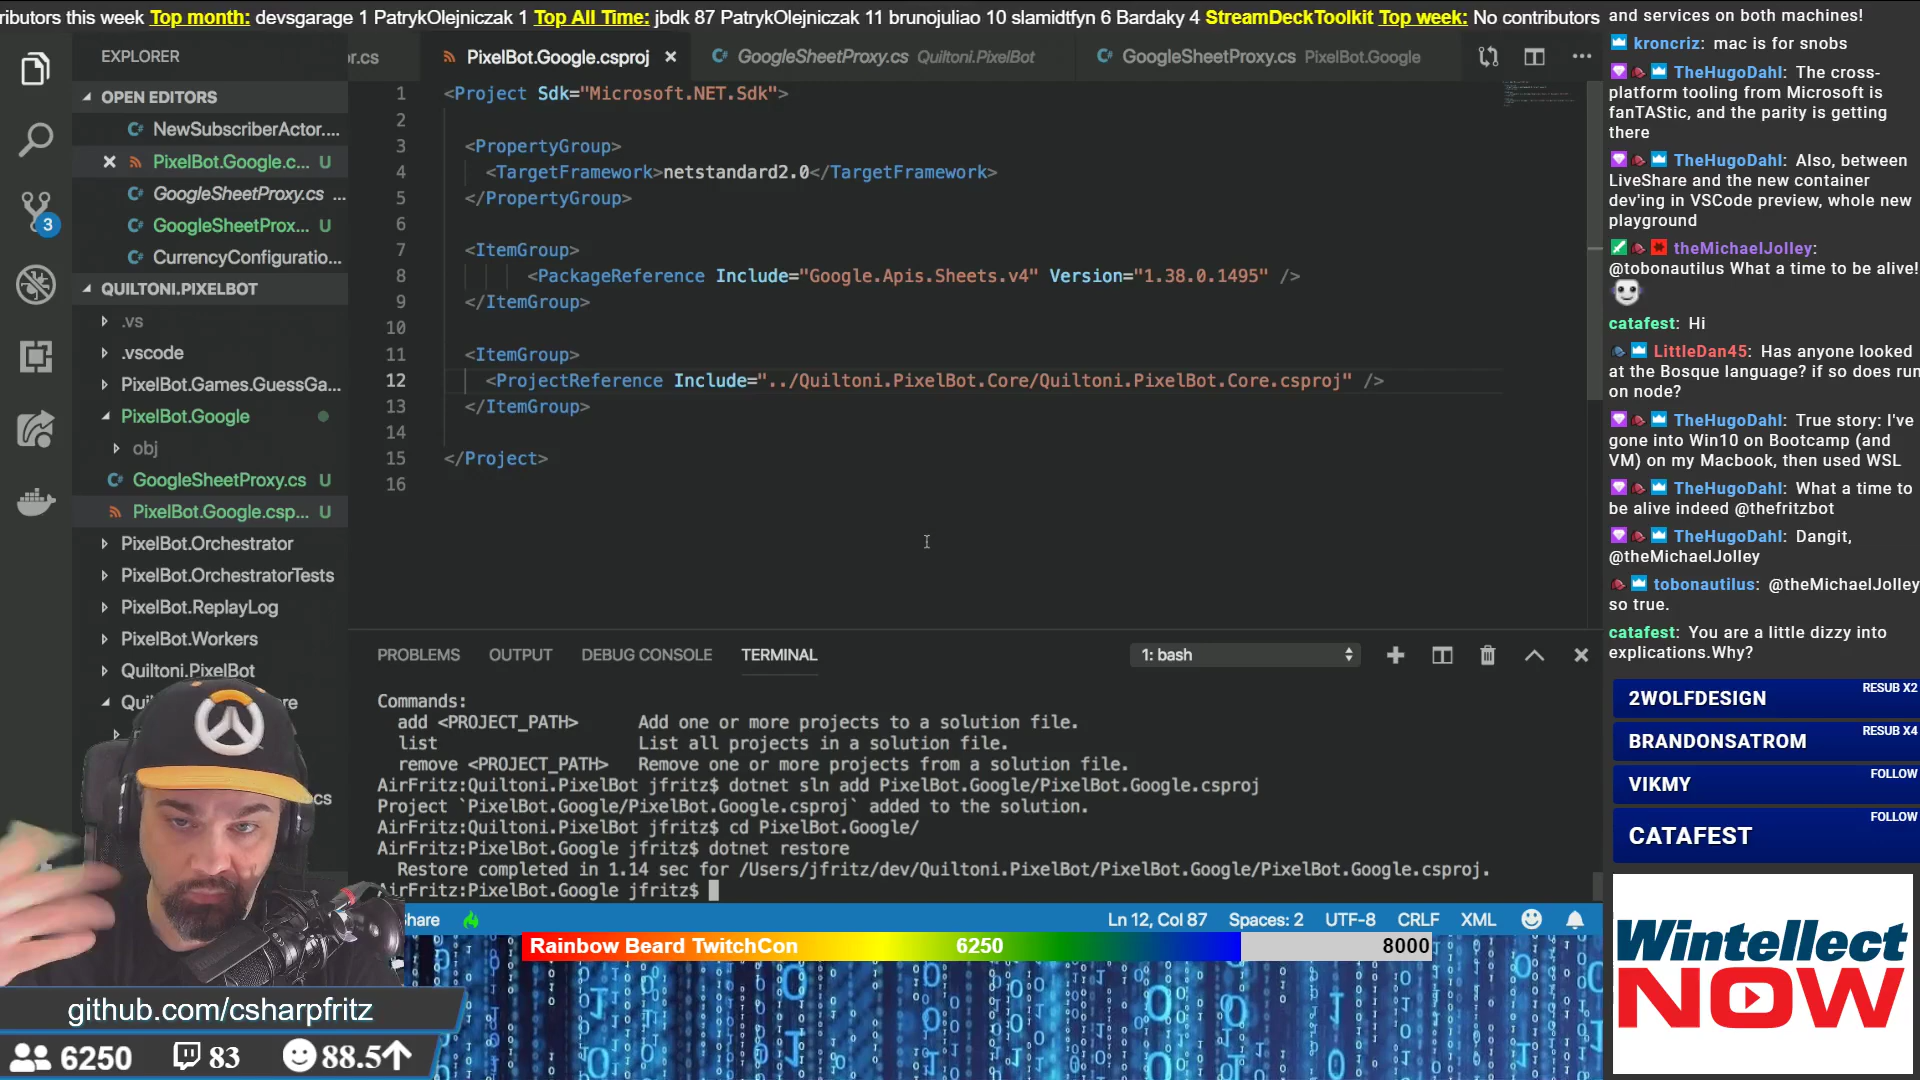 ributors this week Top month: devsgarage 1 PatrykOlejniczak 1 Top All Time: jbdk 87 PatrykOlejniczak 11 brunojuliao 10 slamidtfyn 6 Bardaky 4 StreamDeckToolkit Top week: No contributors
EXPLORER
OPEN EDITORS
NewSubscriberActor....
PixelBot.Google.c... U
GoogleSheetProxy.cs ...
GoogleSheetProx... U
CurrencyConfiguratio...
QUILTONI.PIXELBOT
.vs
.vscode
PixelBot.Games.GuessGa...
PixelBot.Google
obj
GoogleSheetProxy.cs U
PixelBot.Google.csp... U
PixelBot.Orchestrator
PixelBot.OrchestratorTests
PixelBot.ReplayLog
PixelBot.Workers
Quiltoni.PixelBot
3
r.cs
PixelBot.Google.csproj
GoogleSheetProxy.cs Quiltoni.PixelBot
GoogleSheetProxy.cs PixelBot.Google
1 <Project Sdk="Microsoft.NET.Sdk">
2
3 <PropertyGroup>
4 <TargetFramework>netstandard2.0</TargetFramework>
5 </PropertyGroup>
6
7 <ItemGroup>
8 <PackageReference Include="Google.Apis.Sheets.v4" Version="1.38.0.1495" />
9 </ItemGroup>
10
11 <ItemGroup>
12 <ProjectReference Include="../Quiltoni.PixelBot.Core/Quiltoni.PixelBot.Core.csproj" />
13 </ItemGroup>
14
15 </Project>
16
PROBLEMS OUTPUT DEBUG CONSOLE TERMINAL 1: bash
Commands:
add <PROJECT_PATH> Add one or more projects to a solution file.
list List all projects in a solution file.
remove <PROJECT_PATH> Remove one or more projects from a solution file.
AirFritz:Quiltoni.PixelBot jfritz$ dotnet sln add PixelBot.Google/PixelBot.Google.csproj
Project `PixelBot.Google/PixelBot.Google.csproj` added to the solution.
AirFritz:Quiltoni.PixelBot jfritz$ cd PixelBot.Google/
AirFritz:PixelBot.Google jfritz$ dotnet restore
Restore completed in 1.14 sec for /Users/jfritz/dev/Quiltoni.PixelBot/PixelBot.Google/PixelBot.Google.csproj.
AirFritz:PixelBot.Google jfritz$
hare
Ln 12, Col 87 Spaces: 2 UTF-8 CRLF XML
Rainbow Beard TwitchCon 6250 8000
github.com/csharpfritz
6250 83 88.5
and services on both machines!
kroncriz: mac is for snobs
TheHugoDahl: The cross-
platform tooling from Microsoft is
fanTAStic, and the parity is getting
there
TheHugoDahl: Also, between
LiveShare and the new container
dev'ing in VSCode preview, whole new
playground
theMichaelJolley:
@tobonautilus What a time to be alive!
catafest: Hi
LittleDan45: Has anyone looked
at the Bosque language? if so does run
on node?
TheHugoDahl: True story: I've
gone into Win10 on Bootcamp (and
VM) on my Macbook, then used WSL
TheHugoDahl: What a time to
be alive indeed @thefritzbot
TheHugoDahl: Dangit,
@theMichaelJolley
tobonautilus: @theMichaelJolley
so true.
catafest: You are a little dizzy into
explications.Why?
2WOLFDESIGN RESUB X2
BRANDONSATROM RESUB X4
VIKMY FOLLOW
CATAFEST FOLLOW
Wintellect
NOW